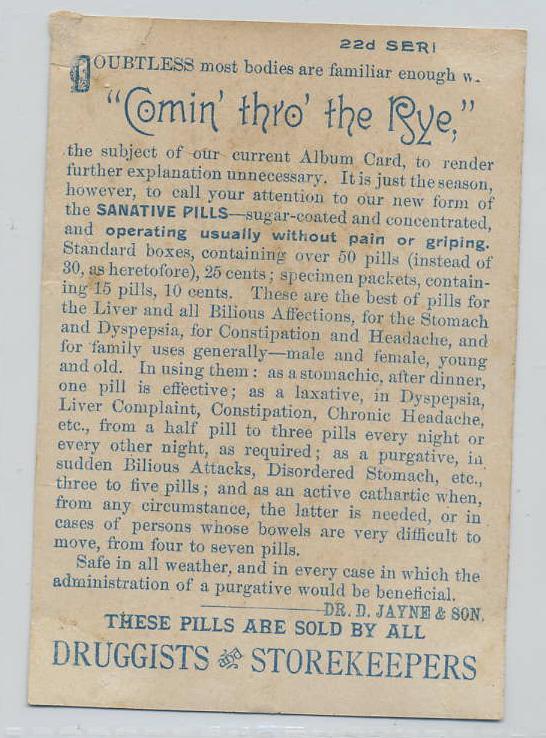 22d SERI
DOUBTLESS most bodies are familiar enough w
"Comin' thro' the Rye,"
the subject of our current Album Card, to render
further explanation unnecessary. It is just the season,
however, to call your attention to our new form of
the SANATIVE PILLS—sugar-coated and concentrated,
and operating usually without pain or griping.
Standard boxes, containing over 50 pills (instead of
30, as heretofore), 25 cents; specimen packets, contain-
ing 15 pills, 10 cents. These are the best of pills for
the Liver and all Bilious Affections, for the Stomach
and Dyspepsia, for Constipation and Headache, and
for family uses generally—male and female, young
and old. In using them: as a stomachic, after dinner,
one pill is effective; as a laxative, in Dyspepsia,
Liver Complaint, Constipation, Chronic Headache,
etc., from a half pill to three pills every night or
every other night, as required; as a purgative, in
sudden Bilious Attacks, Disordered Stomach, etc.,
three to five pills; and as an active cathartic when,
from any circumstance, the latter is needed, or in
cases of persons whose bowels are very difficult to
move, from four to seven pills.
Safe in all weather, and in every case in which the
administration of a purgative would be beneficial.
DR. D. JAYNE & SON.
THESE PILLS ARE SOLD BY ALL
DRUGGISTS and STOREKEEPERS